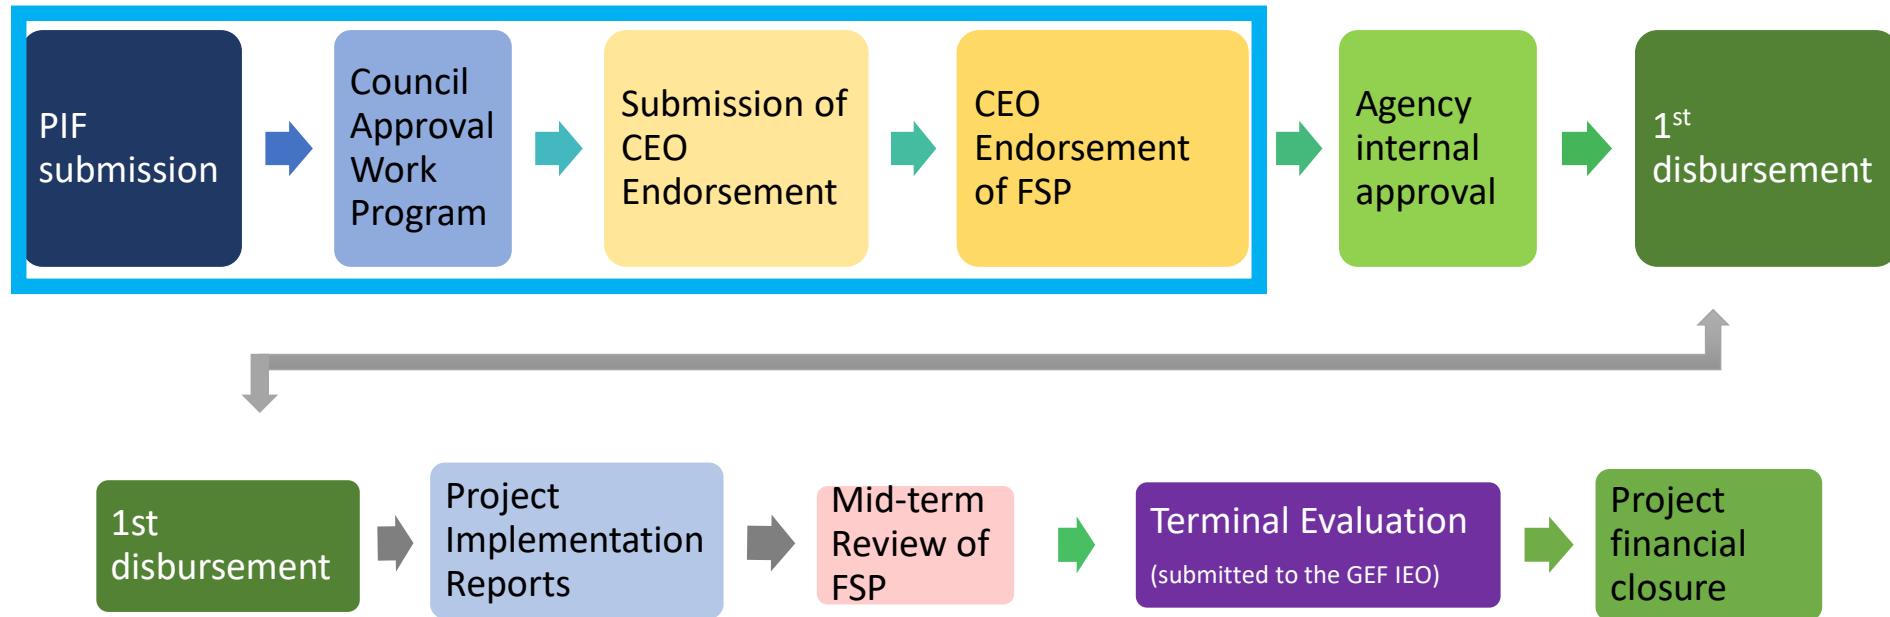 PIF
submission
Council
Approval
Work
Program
Submission of
CEO
Endorsement
CEO
Endorsement
of FSP
Agency
internal
approval
1st
disbursement
1st
disbursement
Project
Implementation
Reports
Mid-term
Review of
FSP
Terminal Evaluation
(submitted to the GEF IEO)
Project
financial
closure